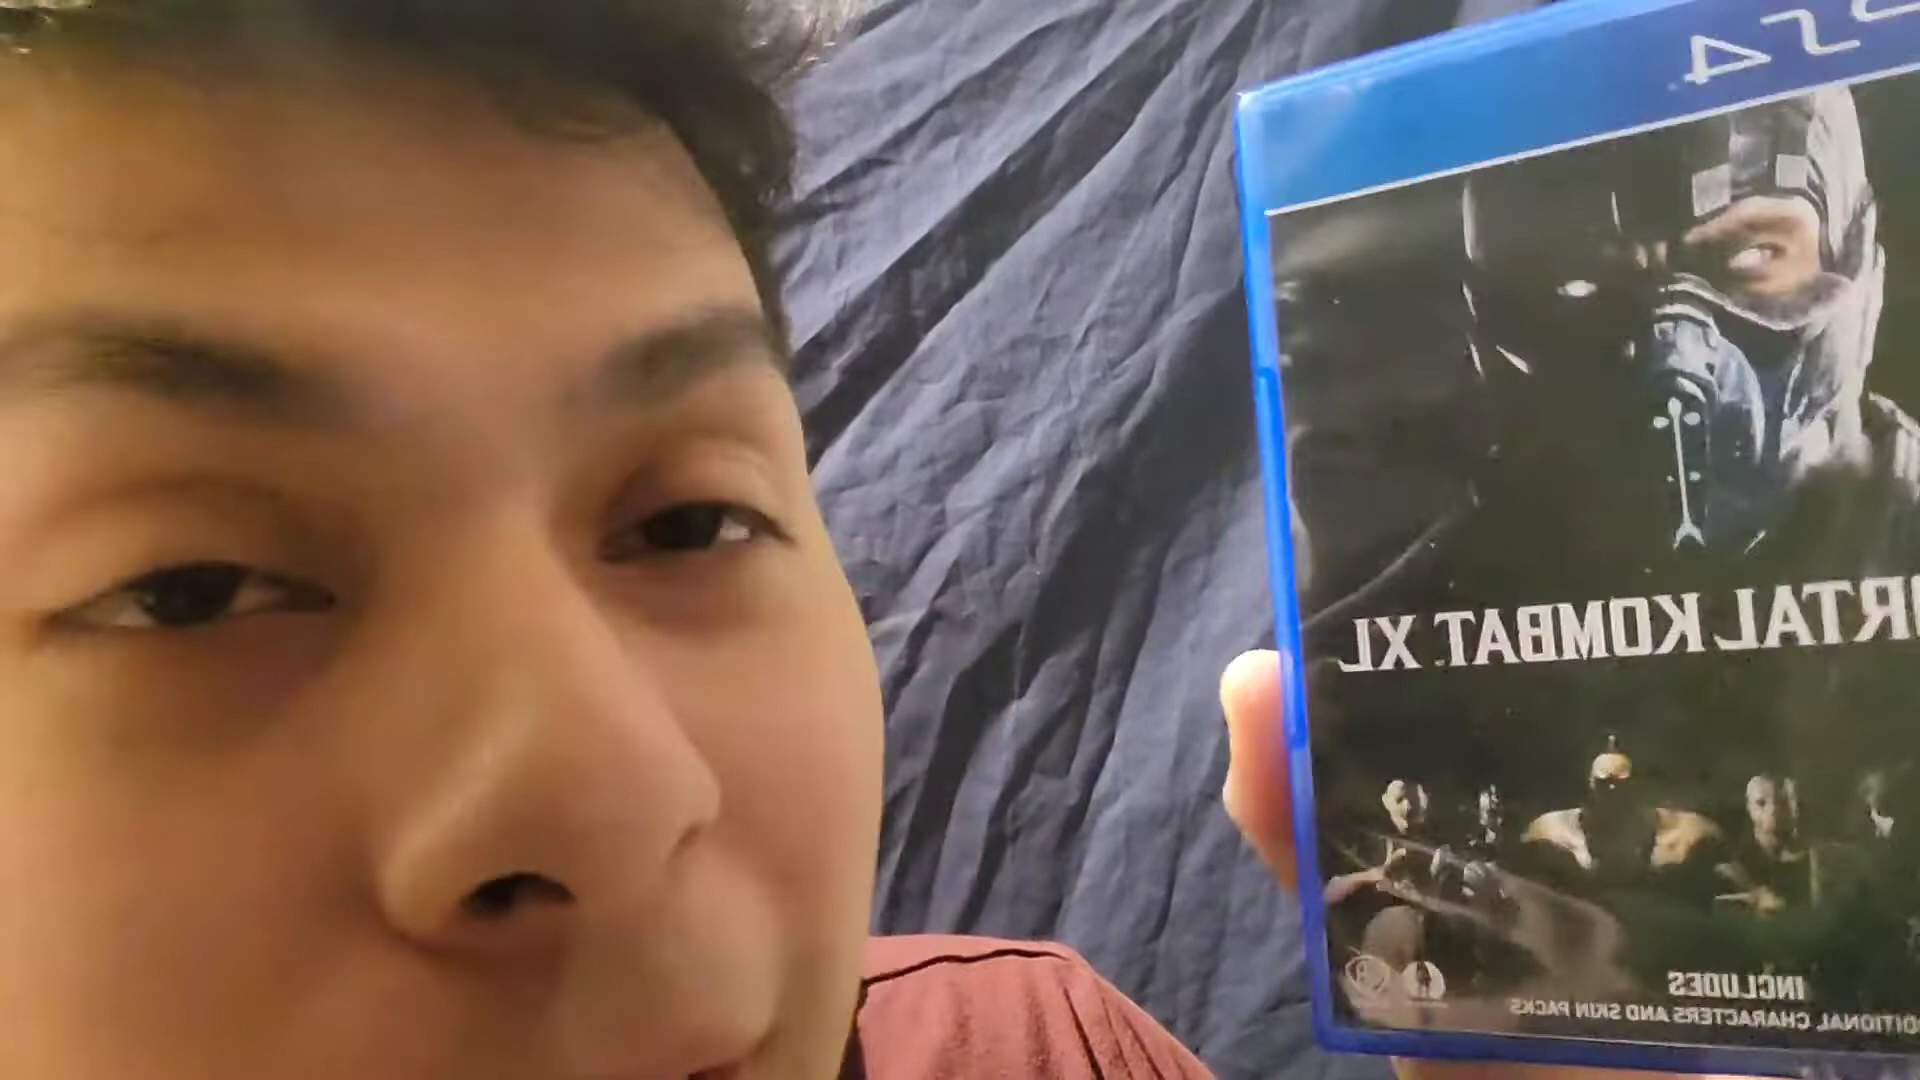 PS4
RTAL KOMBAT XL
INCLUDES
DITIONAL CHARACTERS AND SKIN PACKS